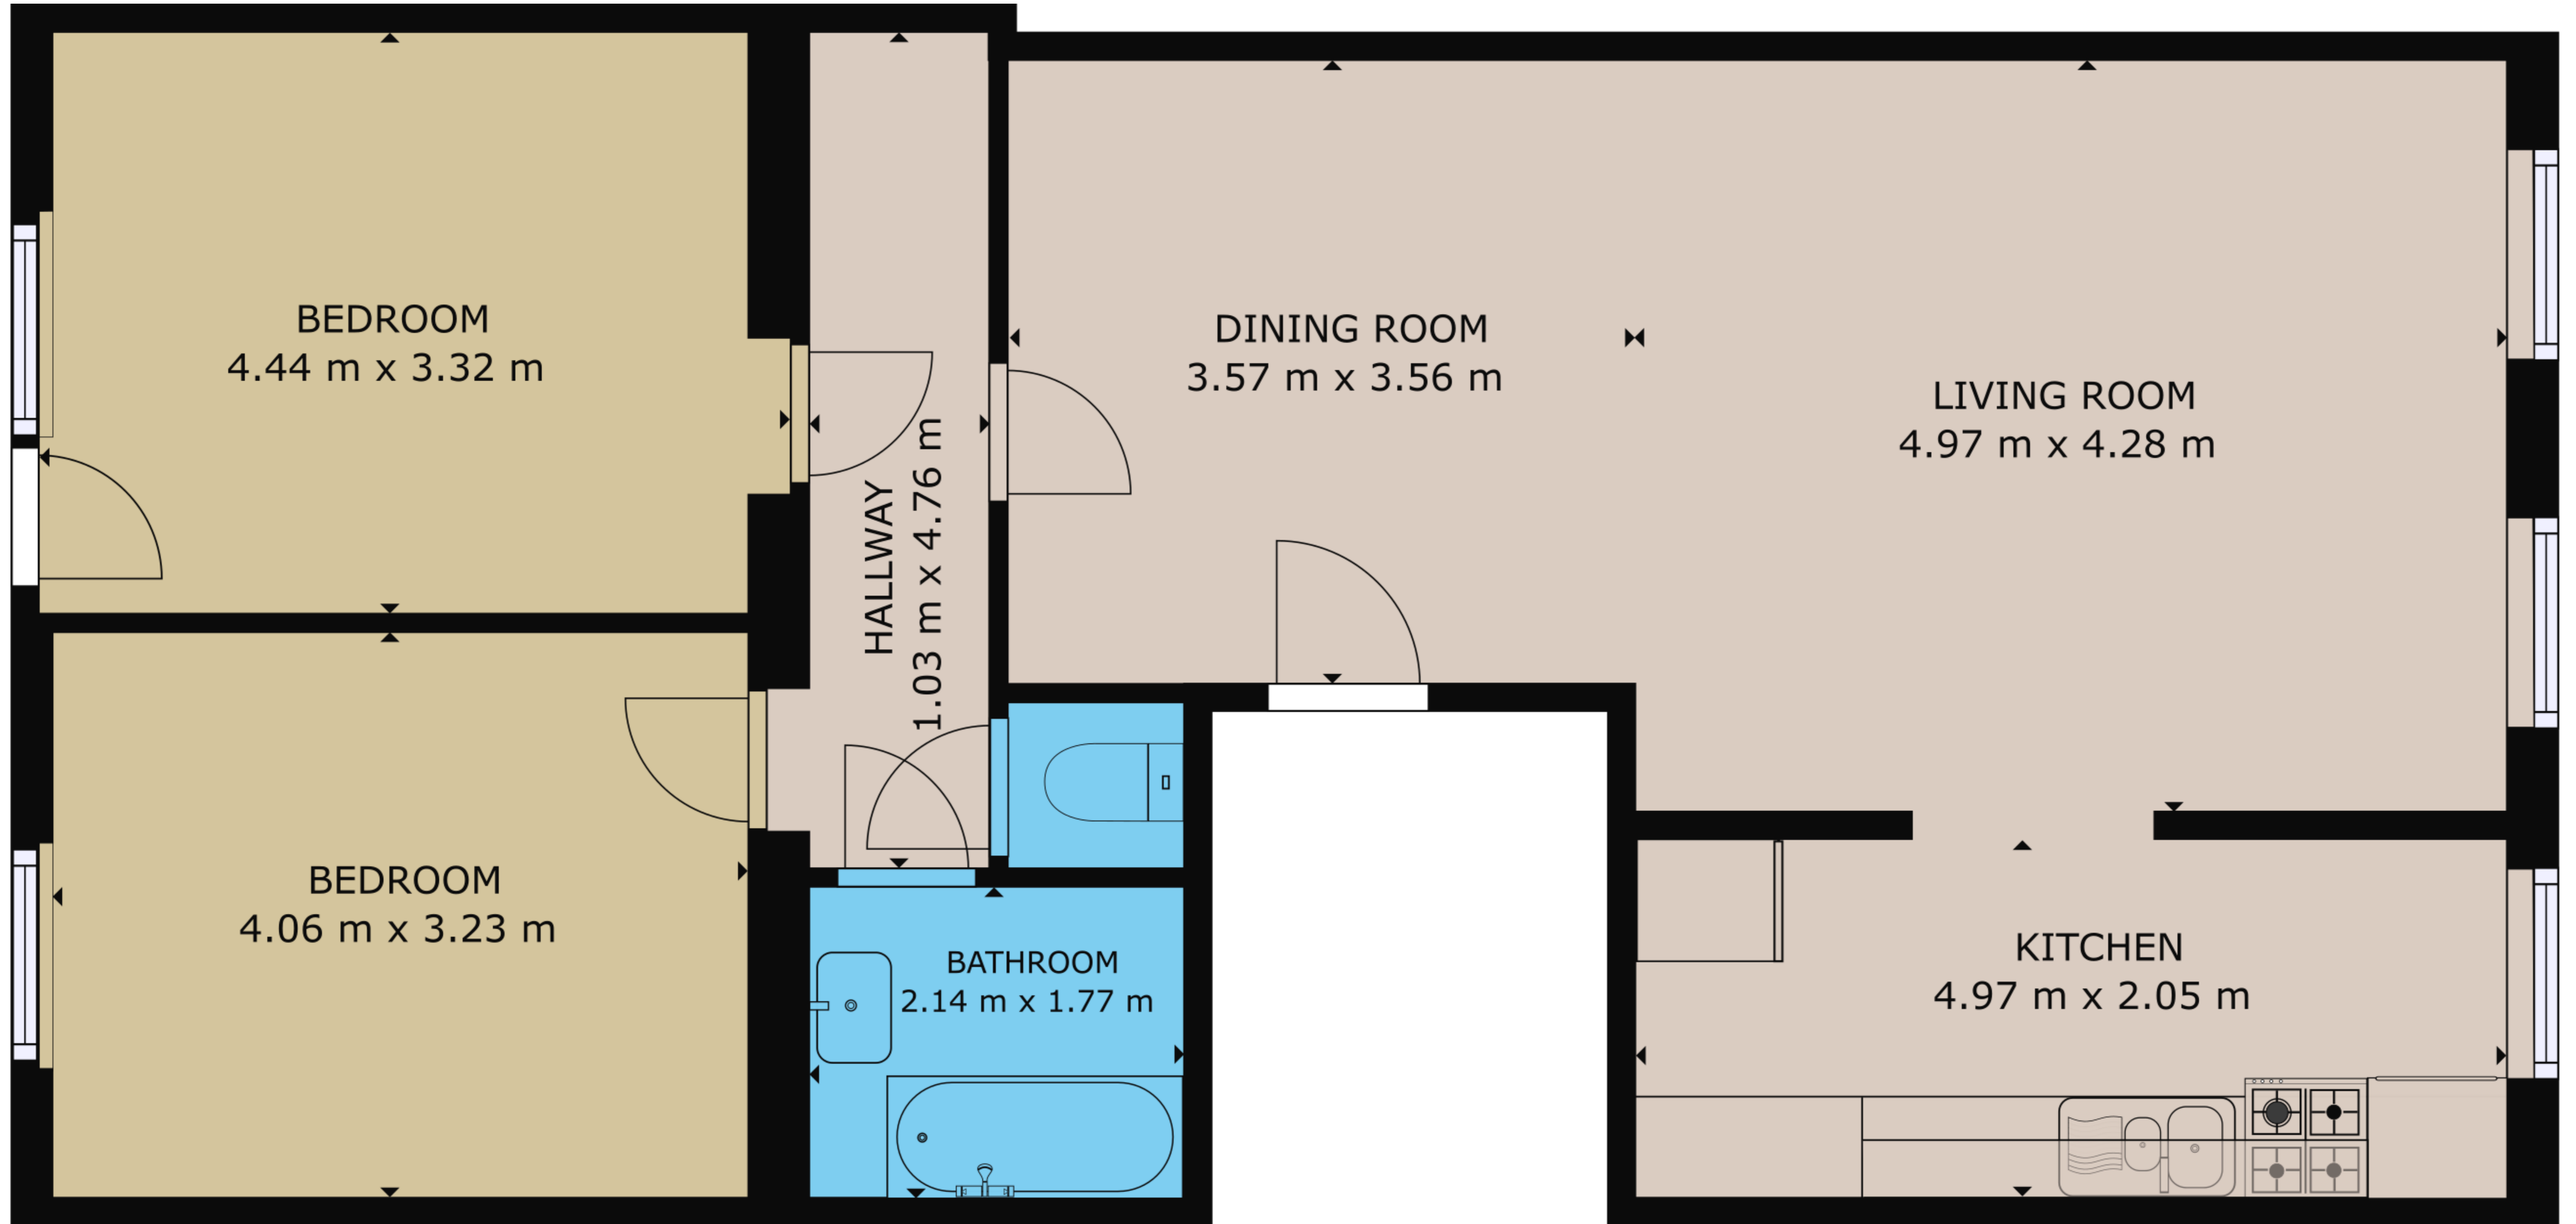 BEDROOM
4.44 m x 3.32 m
HALLWAY
1.03 m x 4.76 m
DINING ROOM
3.57 m x 3.56 m
LIVING ROOM
4.97 m x 4.28 m
BEDROOM
4.06 m x 3.23 m
BATHROOM
2.14 m x 1.77 m
KITCHEN
4.97 m x 2.05 m